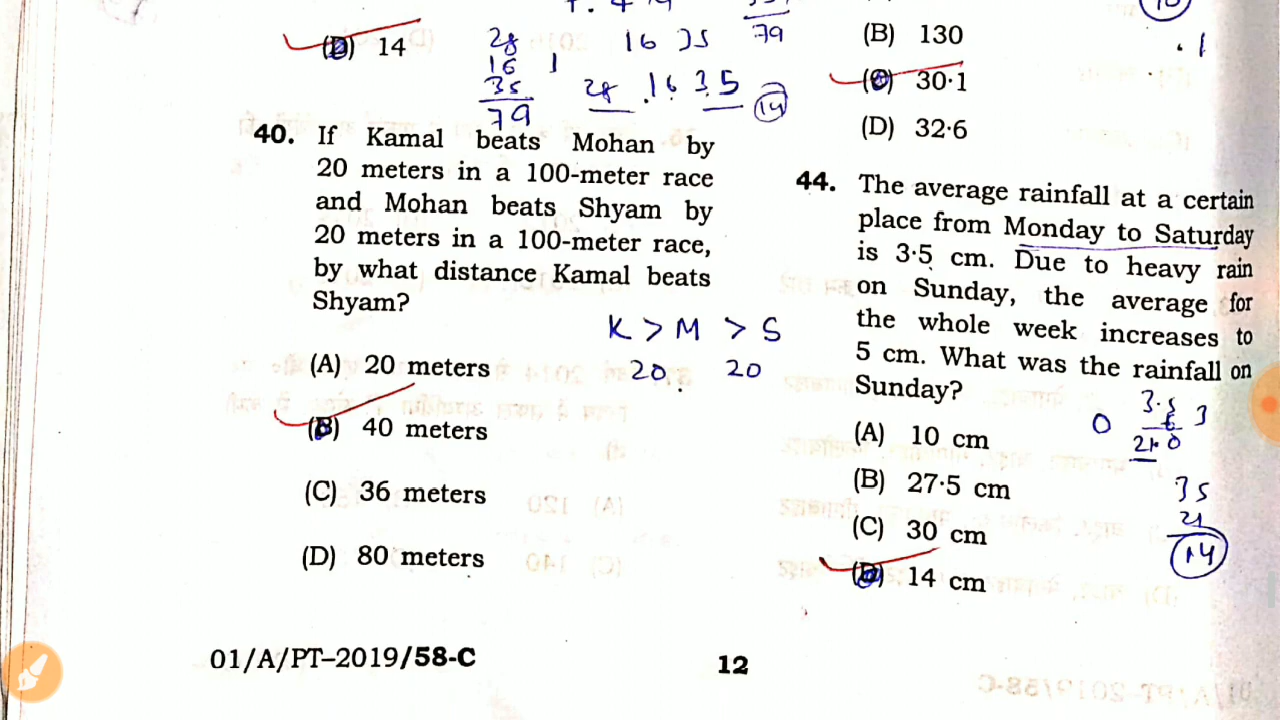 (D) 14
28
16
35
79
16 35
28 .16 35 14
79
40. If Kamal beats Mohan by
20 meters in a 100-meter race
and Mohan beats Shyam by
20 meters in a 100-meter race,
by what distance Kamal beats
Shyam?
K > M > S
20 20
(A) 20 meters
(B) 40 meters
(C) 36 meters
(D) 80 meters
(B) 130
(C) 30·1
(D) 32·6
.1
44. The average rainfall at a certain
place from Monday to Saturday
is 3·5 cm. Due to heavy rain
on Sunday, the average for
the whole week increases to
5 cm. What was the rainfall on
Sunday?
(A) 10 cm
(B) 27·5 cm
(C) 30 cm
(D) 14 cm
0
3.5 3
6
21.0
35
21
14
01/A/PT–2019/58-C
12